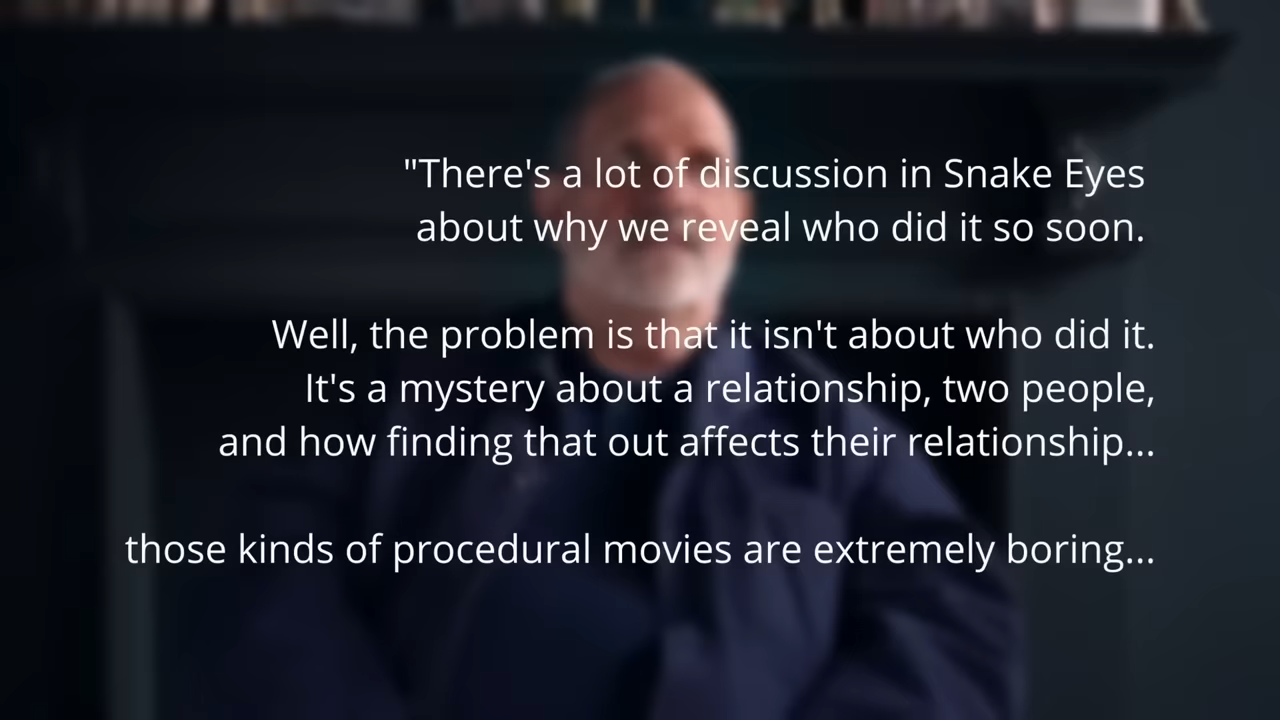 "There's a lot of discussion in Snake Eyes
about why we reveal who did it so soon.
Well, the problem is that it isn't about who did it.
It's a mystery about a relationship, two people,
and how finding that out affects their relationship...
those kinds of procedural movies are extremely boring...